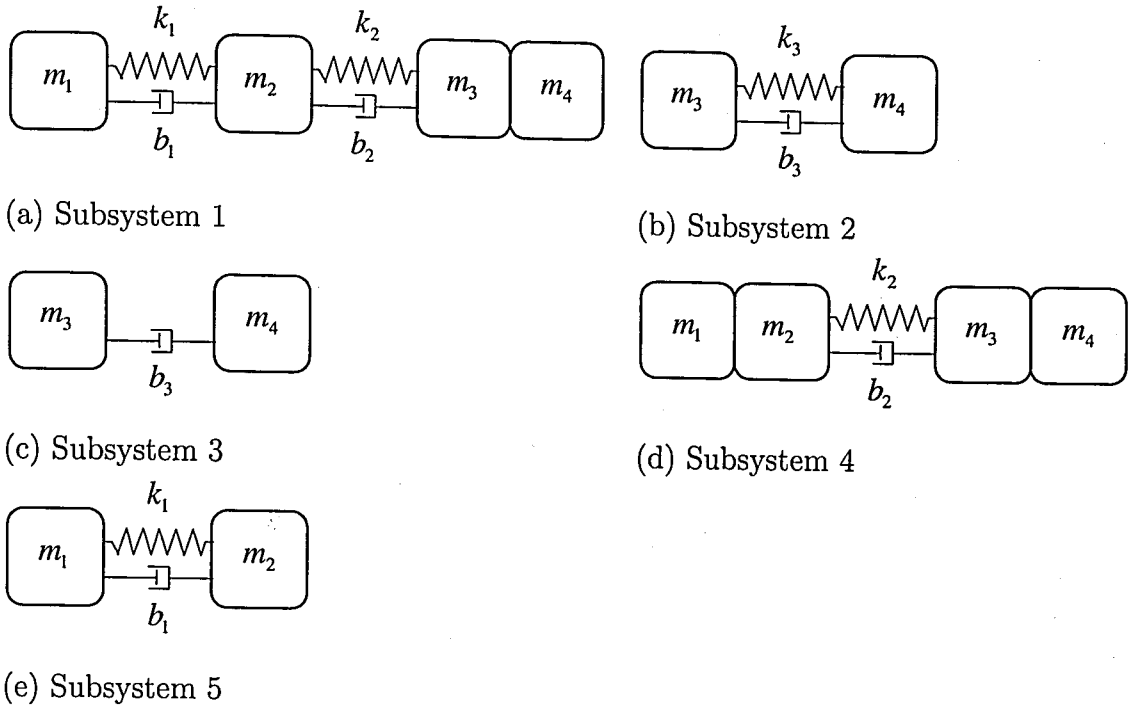 k₁ k₂
m₁ m₂ m₃ m₄
b₁ b₂
(a) Subsystem 1
k₃
m₃ m₄
b₃
(b) Subsystem 2
m₃ m₄
b₃
(c) Subsystem 3
k₂
m₁ m₂ m₃ m₄
b₂
(d) Subsystem 4
k₁
m₁ m₂
b₁
(e) Subsystem 5